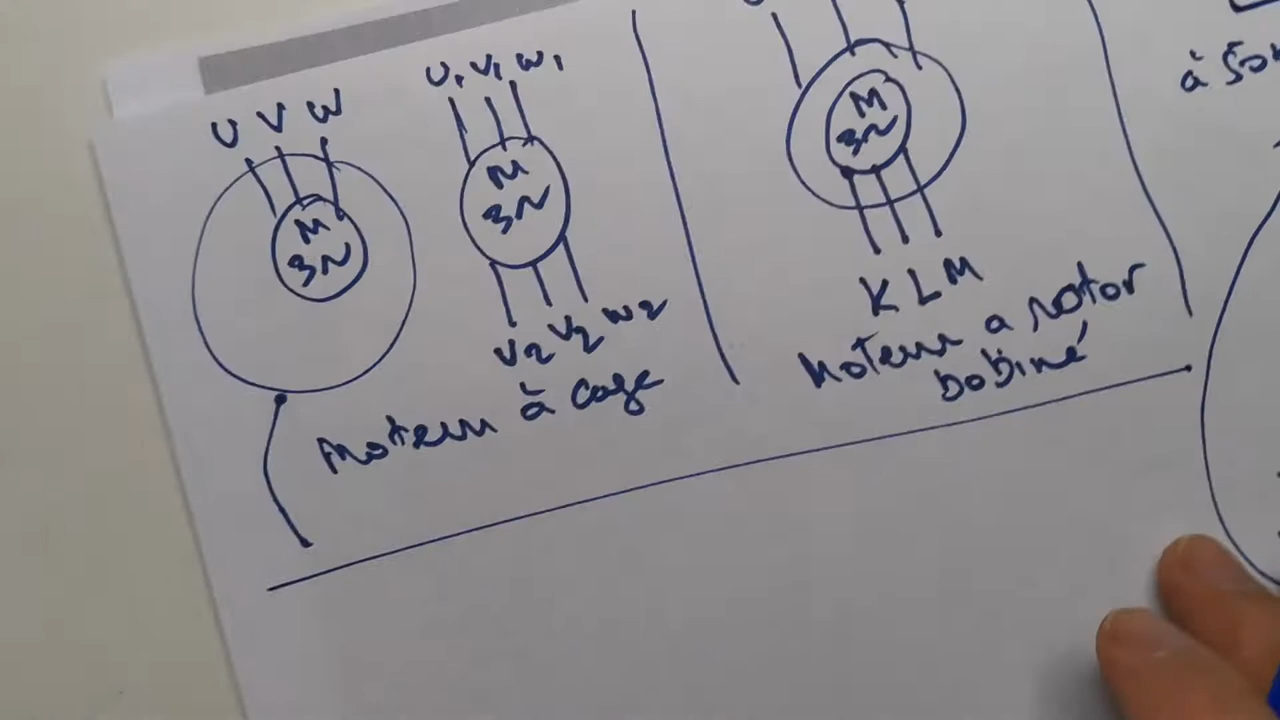 U V W
M
3~
U1 V1 W1
M
3~
U2 V2 W2
Moteur à cage
M
3~
K L M
Moteur a rotor
bobiné
à